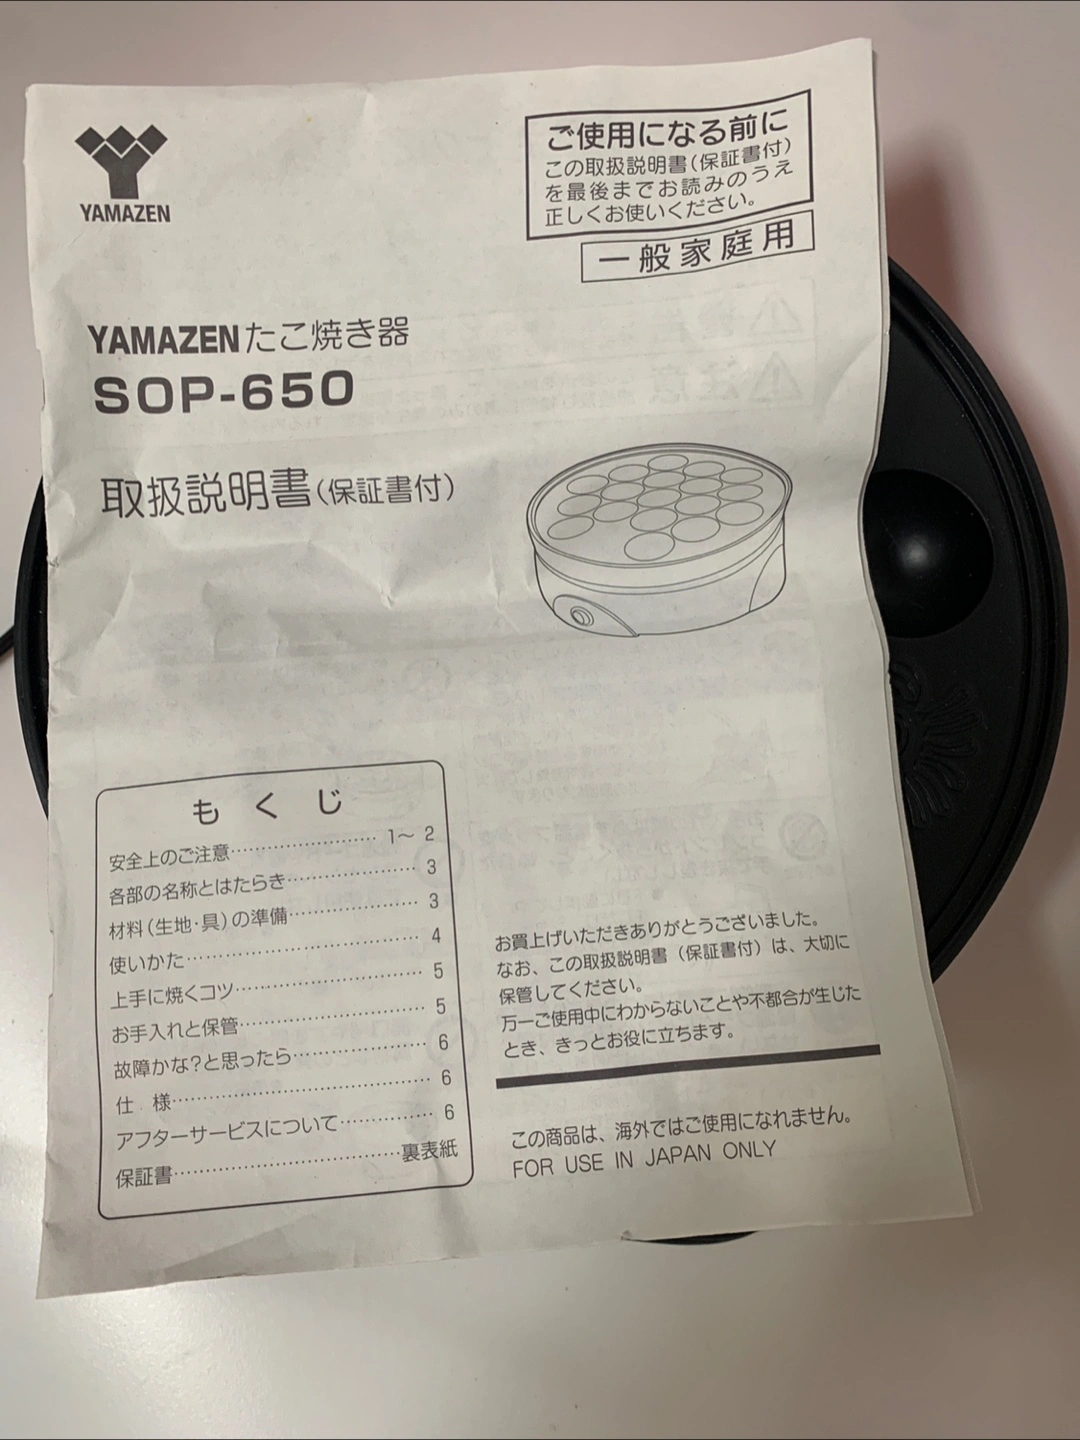 YAMAZEN
ご使用になる前に
この取扱説明書(保証書付)
を最後までお読みのうえ
正しくお使いください。
一般家庭用
YAMAZENたこ焼き器
SOP-650
取扱説明書(保証書付)
もくじ
安全上のご注意……………………1〜2
各部の名称とはたらき………………3
材料(生地・具)の準備………………3
使いかた………………………………4
上手に焼くコツ………………………5
お手入れと保管………………………5
故障かな?と思ったら………………6
仕 様…………………………………6
アフターサービスについて…………6
保証書……………………………裏表紙
お買上げいただきありがとうございました。
なお、この取扱説明書(保証書付)は、大切に
保管してください。
万一ご使用中にわからないことや不都合が生じた
とき、きっとお役に立ちます。
この商品は、海外ではご使用になれません。
FOR USE IN JAPAN ONLY